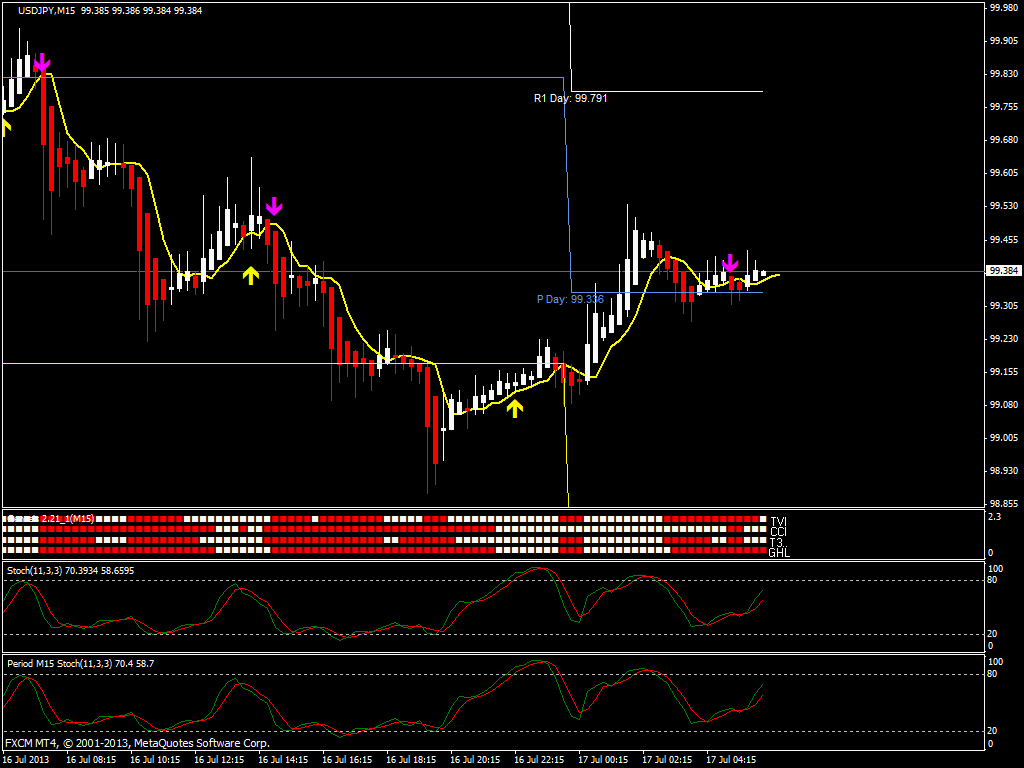 USDJPY,M15 99.385 99.386 99.384 99.384
99.980
99.905
99.830
99.755
99.680
99.605
99.530
99.455
99.384
99.305
99.230
99.155
99.080
99.005
98.930
98.855
R1 Day: 99.791
P Day: 99.336
2.21_1(M15)
2.3
0
TVI
CCI
T3
GHL
Stoch(11,3,3) 70.3934 58.6595
100
80
20
0
Period M15 Stoch(11,3,3) 70.4 58.7
100
80
20
0
FXCM MT4, © 2001-2013, MetaQuotes Software Corp.
16 Jul 2013 16 Jul 08:15 16 Jul 10:15 16 Jul 12:15 16 Jul 14:15 16 Jul 16:15 16 Jul 18:15 16 Jul 20:15 16 Jul 22:15 17 Jul 00:15 17 Jul 02:15 17 Jul 04:15